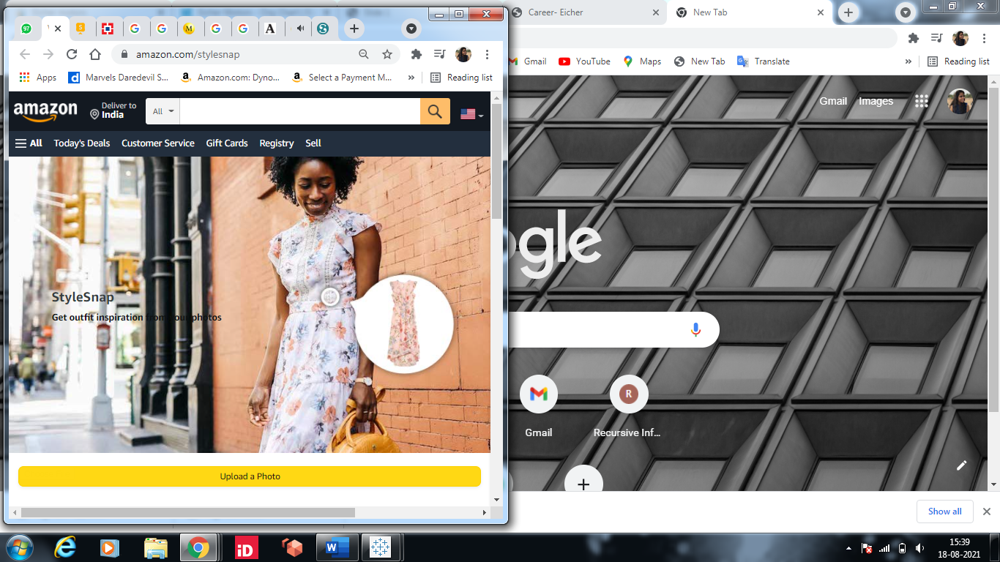 97
S
M
A
S
amazon.com/stylesnap
Apps
Marvels Daredevil S...
Amazon.com: Dyno...
Select a Payment M...
»
Reading list
amazon
Deliver to
India
All
All
Today's Deals
Customer Service
Gift Cards
Registry
Sell
StyleSnap
Get outfit inspiration from your photos
Upload a Photo
Career- Eicher
New Tab
Gmail
YouTube
Maps
New Tab
Translate
»
Reading list
Gmail
Images
ogle
Gmail
R
Recursive Inf...
Show all
iD
W
15:39
18-08-2021